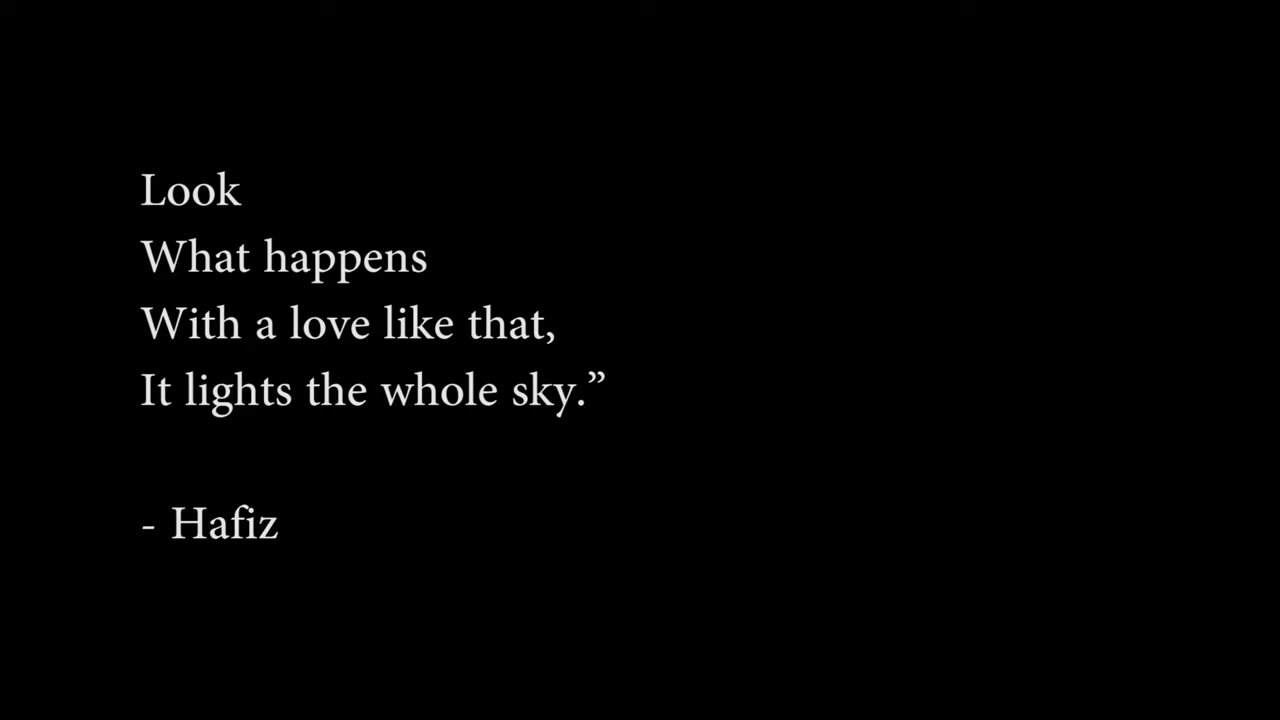 Look
What happens
With a love like that,
It lights the whole sky.”
- Hafiz